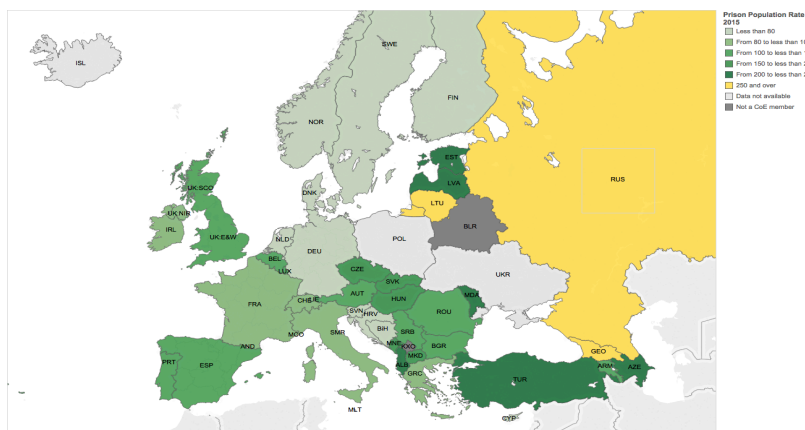 Prison Population Rate
2015
Less than 80
From 80 to less than
From 100 to less than
From 150 to less than
From 200 to less than
250 and over
Data not available
Not a CoE member
ISL
SWE
FIN
NOR
RUS
EST
LVA
UK:SCO
DNK
LTU
UK:NIR
IRL
BLR
UK:E&W
NLD
POL
BEL
DEU
LUX
CZE
UKR
SVK
FRA
CHE
LIE
AUT
HUN
MDA
SVN
HRV
ROU
MCO
SMR
BiH
SRB
AND
MNE
KXO
BGR
GEO
PRT
ESP
ALB
MKD
ARM
AZE
GRC
TUR
MLT
CYP